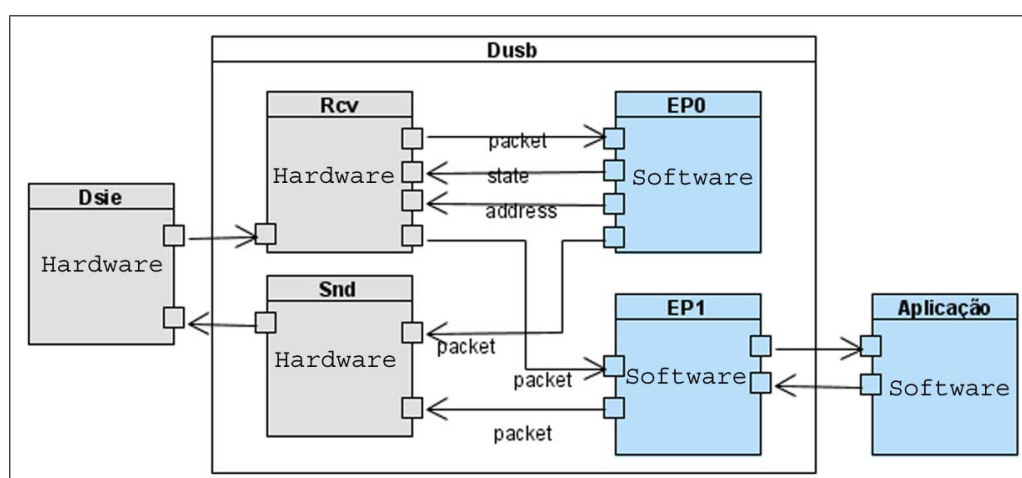 Dusb
Rcv
EP0
packet
Hardware
state
Software
address
Dsie
Hardware
Snd
EP1
Aplicação
packet
Hardware
packet
Software
Software
packet